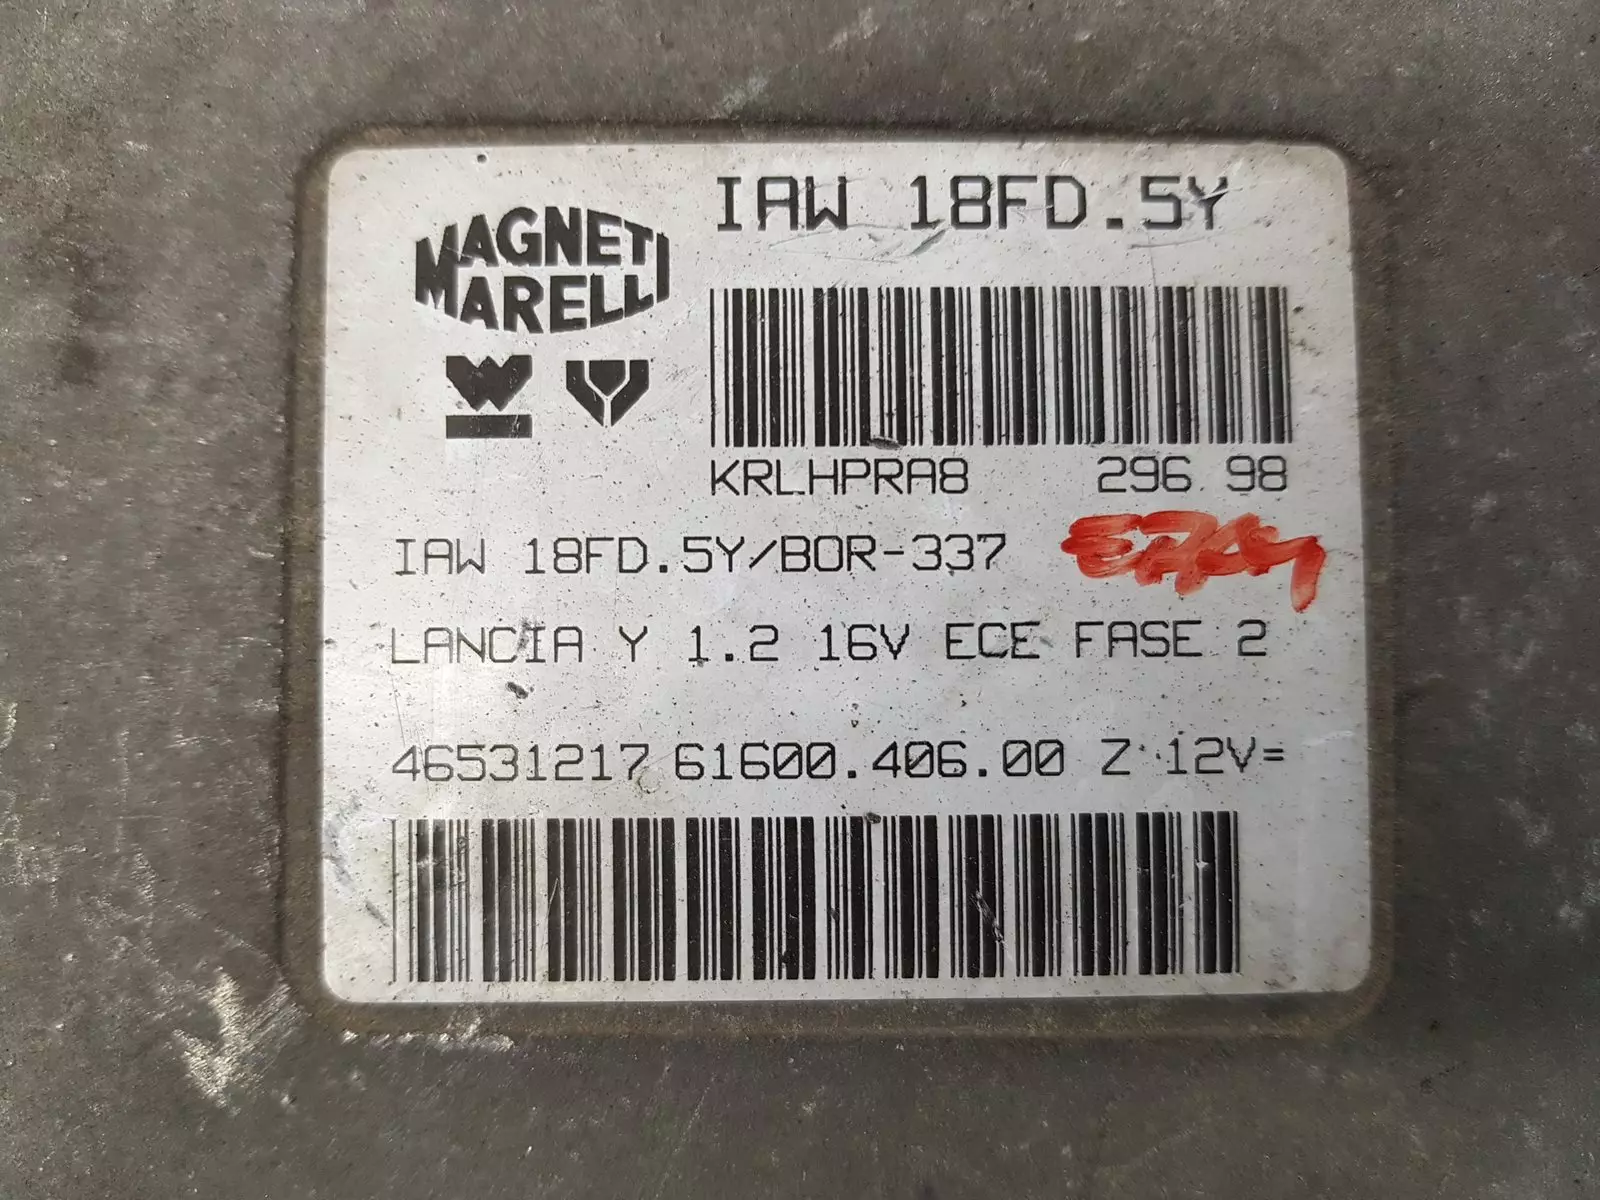 MAGNETI
MARELLI
IAW 18FD.5Y
KRLHPRA8 296 98
IAW 18FD.5Y/BOR-337
LANCIA Y 1.2 16V ECE FASE 2
46531217 61600.406.00 Z 12V=